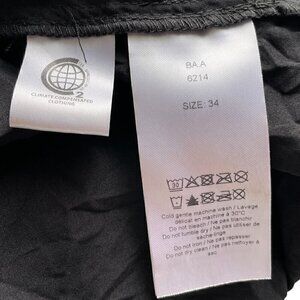 2
CLIMATE COMPENSATED
CLOTHING
BA.A
6214
SIZE: 34
30
Cold gentle machine wash / Lavage
délicat en machine à 30°C
Do not bleach / Ne pas blanchir
Do not tumble dry / Ne pas utiliser de
sèche-linge
Do not iron / Ne pas repasser
Do not dry clean / Ne pas nettoyer à
sec